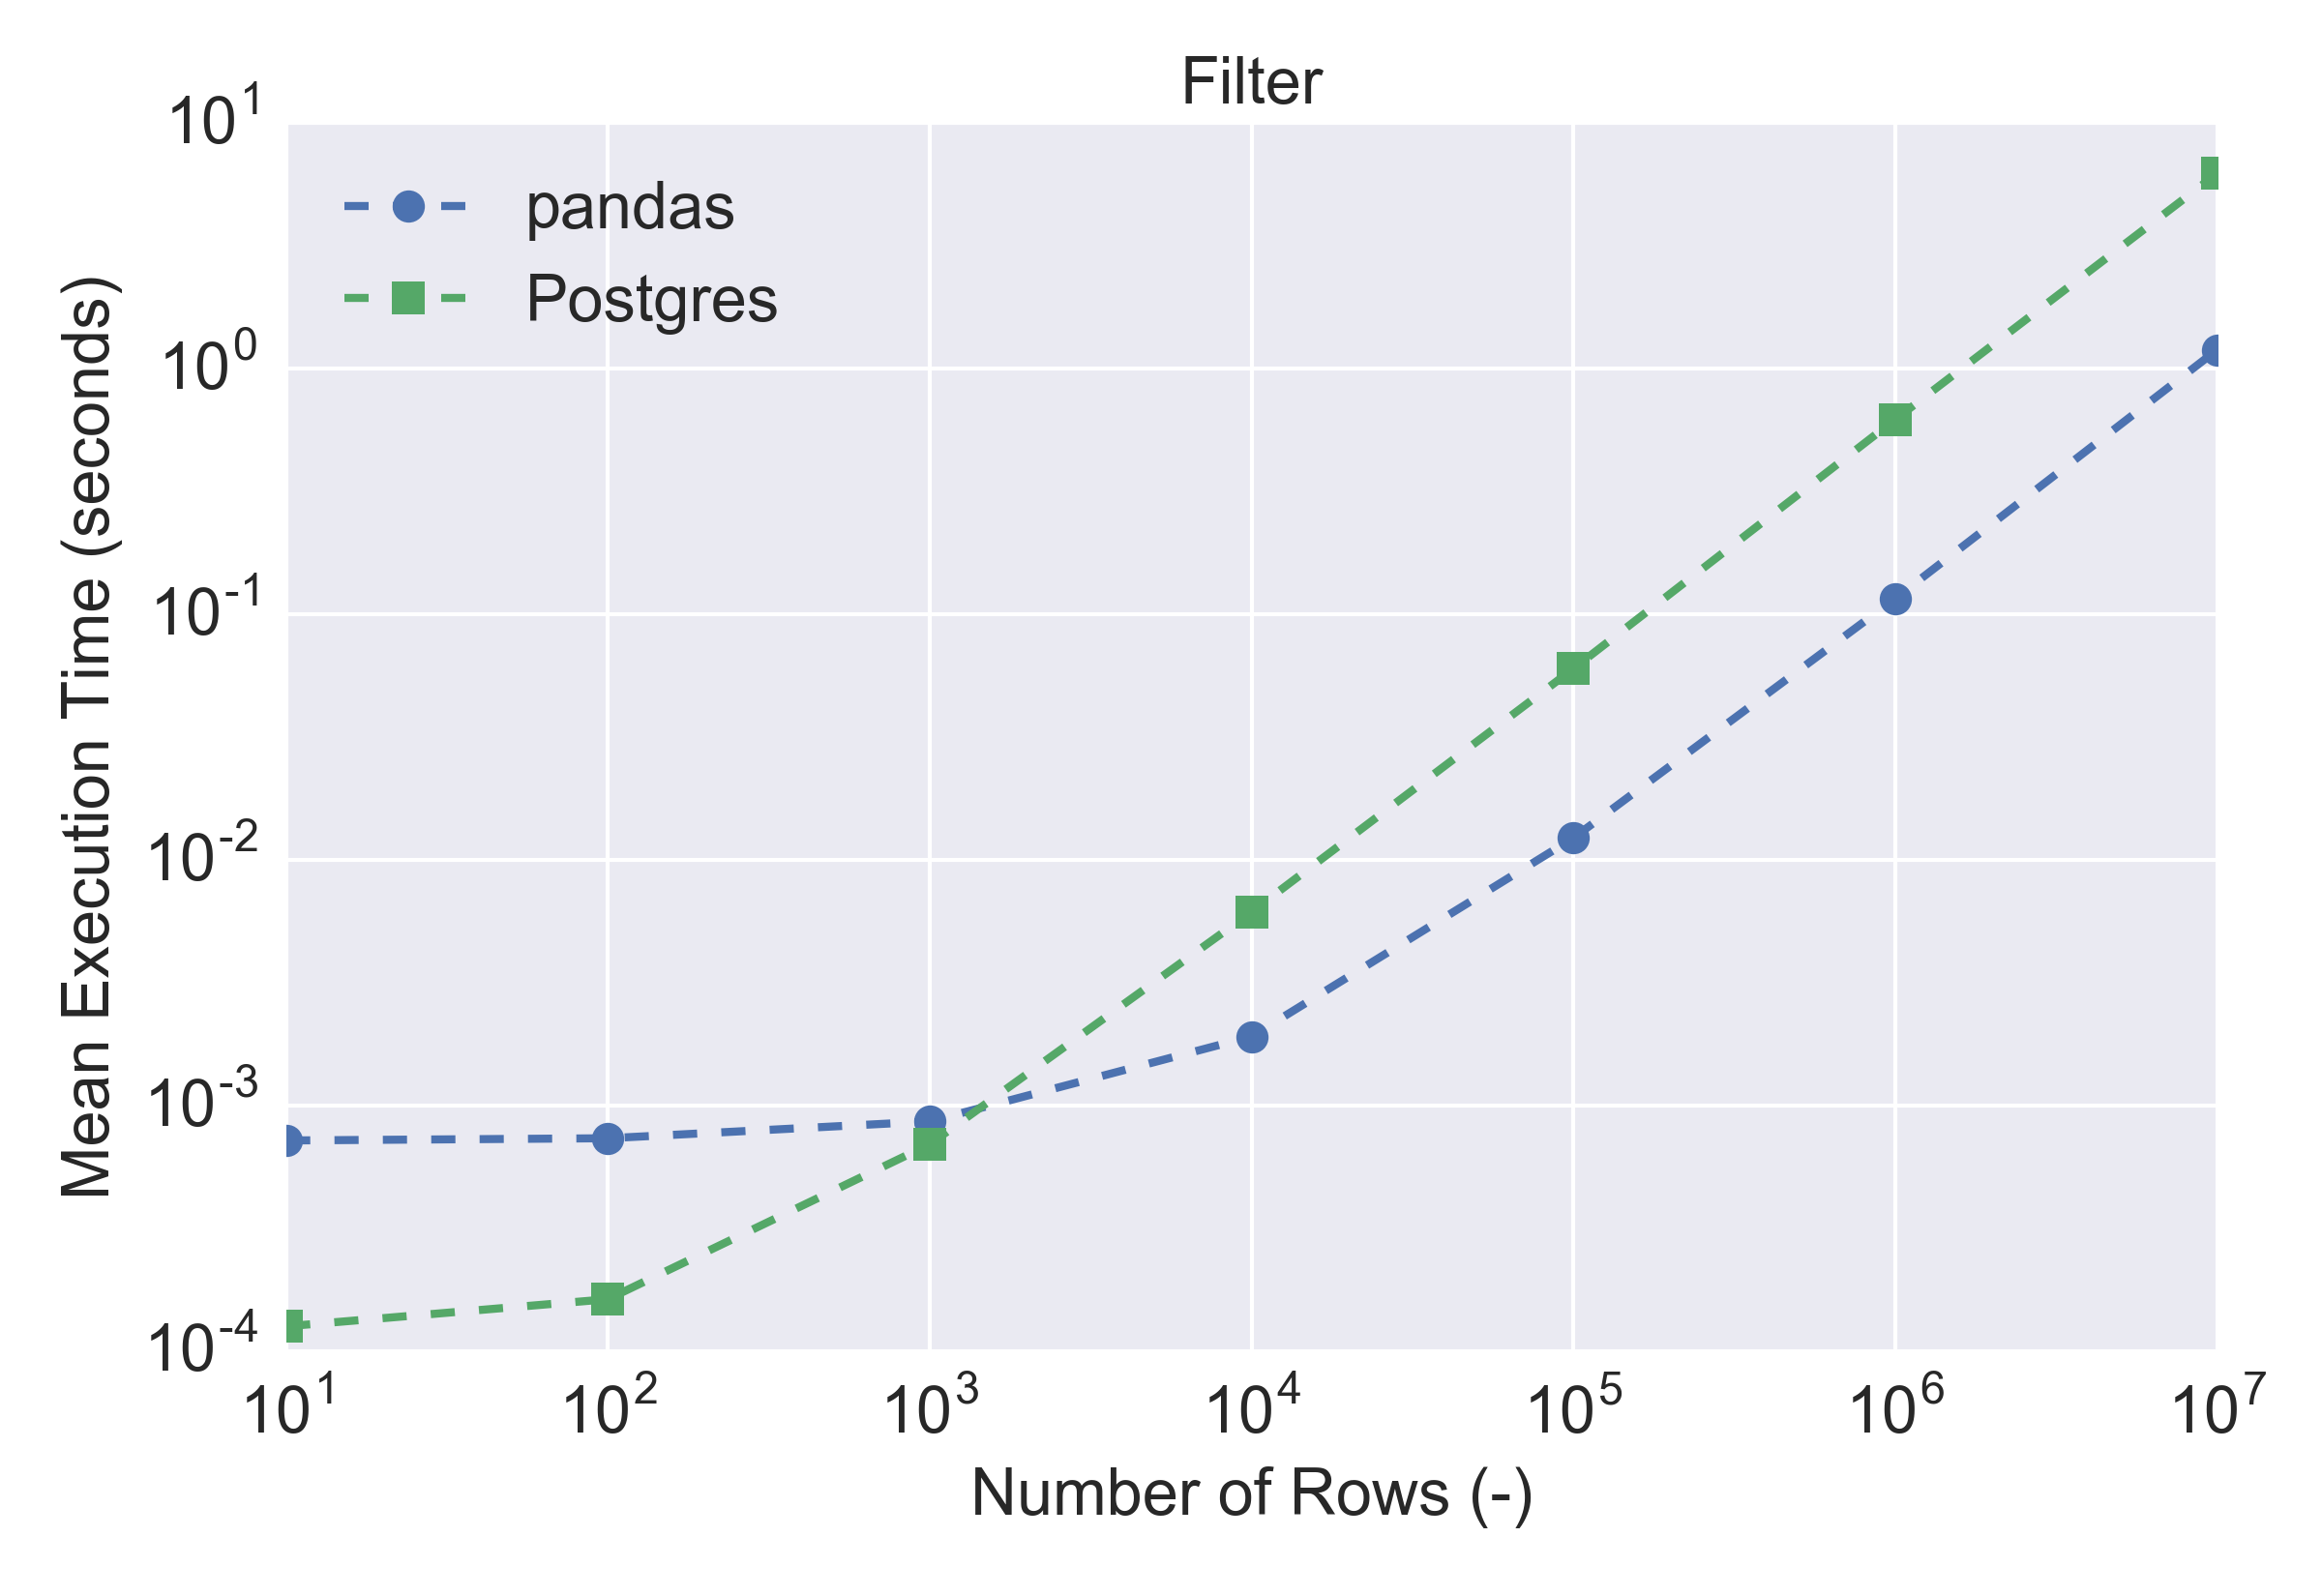 Filter
10^1
pandas
Postgres
10^0
10^-1
10^-2
10^-3
10^-4
Mean Execution Time (seconds)
10^1 10^2 10^3 10^4 10^5 10^6 10^7
Number of Rows (-)